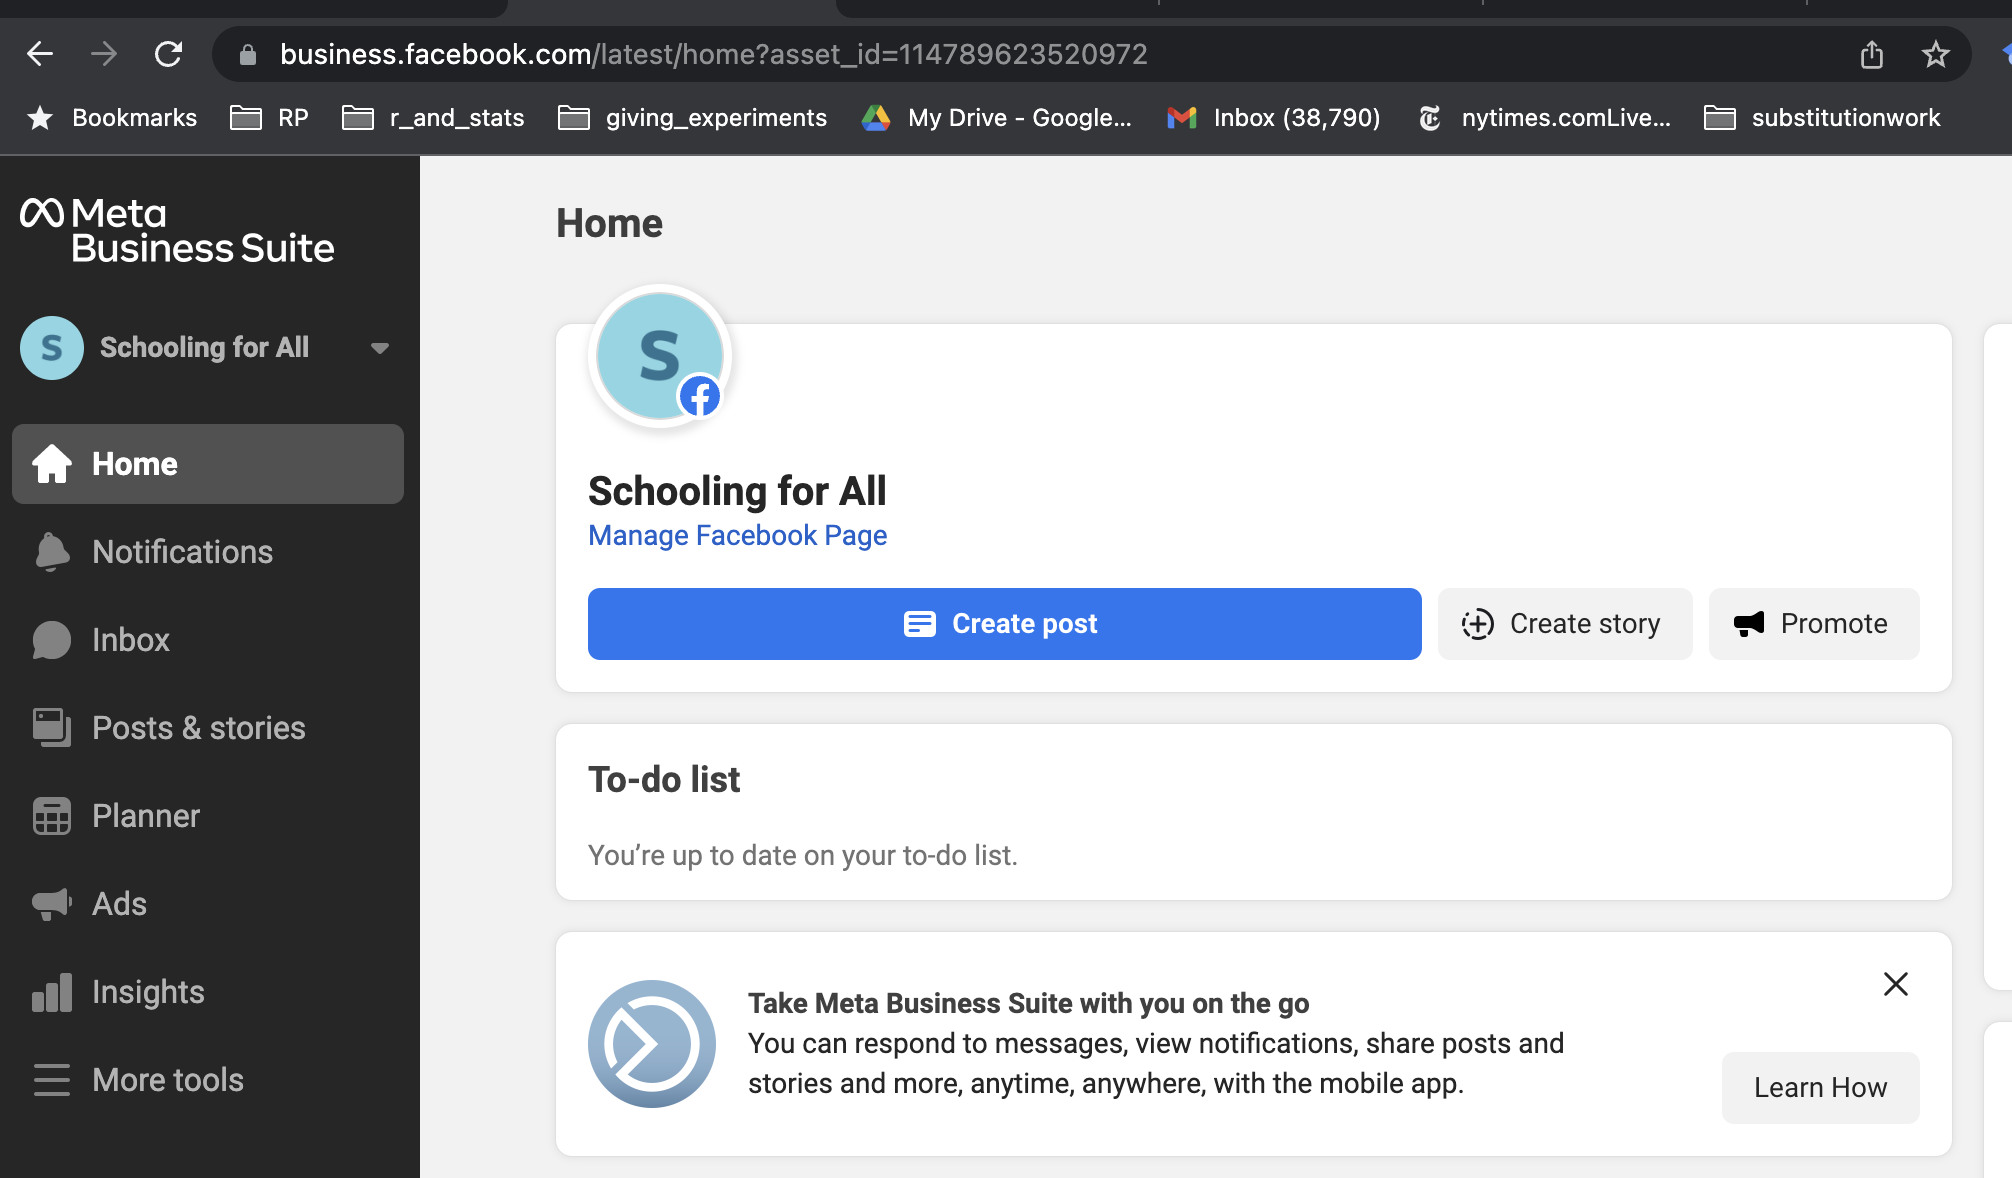 business.facebook.com/latest/home?asset_id=114789623520972
Bookmarks RP r_and_stats giving_experiments My Drive - Google... Inbox (38,790) nytimes.comLive... substitutionwork
Meta
Business Suite
S Schooling for All
Home
Notifications
Inbox
Posts & stories
Planner
Ads
Insights
More tools
Home
S
Schooling for All
Manage Facebook Page
Create post Create story Promote
To-do list
You’re up to date on your to-do list.
Take Meta Business Suite with you on the go
You can respond to messages, view notifications, share posts and
stories and more, anytime, anywhere, with the mobile app.
Learn How